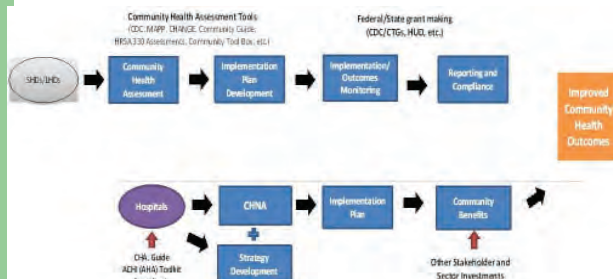 Community Health Assessment Tools
(CDC: MAPP, CHANGE, Community Guide,
HRSA 330 Assessments, Community Tool Box, etc.)
Federal/State grant making
(CDC/CTGs, HUD, etc.)
SHDs/LHDs
Community
Health
Assessment
Implementation
Plan
Development
Implementation/
Outcomes
Monitoring
Reporting and
Compliance
Improved
Community
Health
Outcomes
Hospitals
CHNA
Implementation
Plan
Community
Benefits
Strategy
Development
CHA. Guide
ACHI (AHA) Toolkit
Other Stakeholder and
Sector Investments